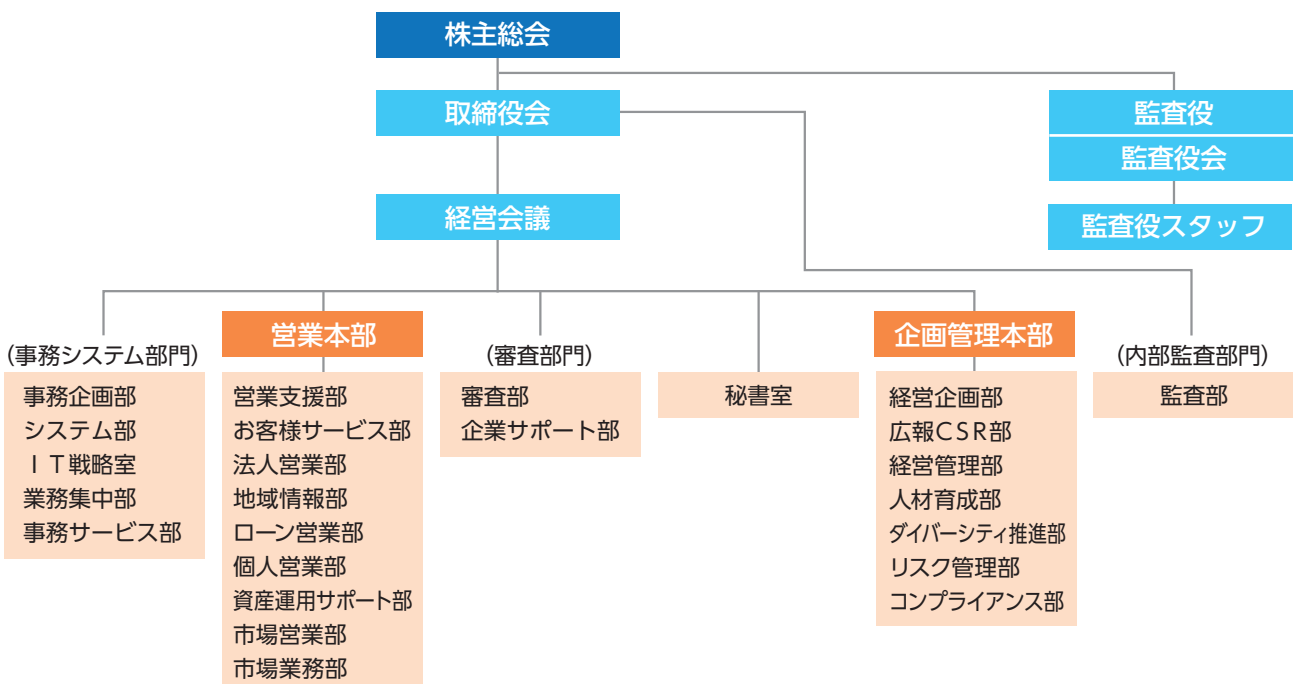 株主総会
取締役会
監査役
監査役会
経営会議
監査役スタッフ
(事務システム部門)
事務企画部
システム部
ＩＴ戦略室
業務集中部
事務サービス部
営業本部
営業支援部
お客様サービス部
法人営業部
地域情報部
ローン営業部
個人営業部
資産運用サポート部
市場営業部
市場業務部
(審査部門)
審査部
企業サポート部
秘書室
企画管理本部
経営企画部
広報ＣＳＲ部
経営管理部
人材育成部
ダイバーシティ推進部
リスク管理部
コンプライアンス部
(内部監査部門)
監査部